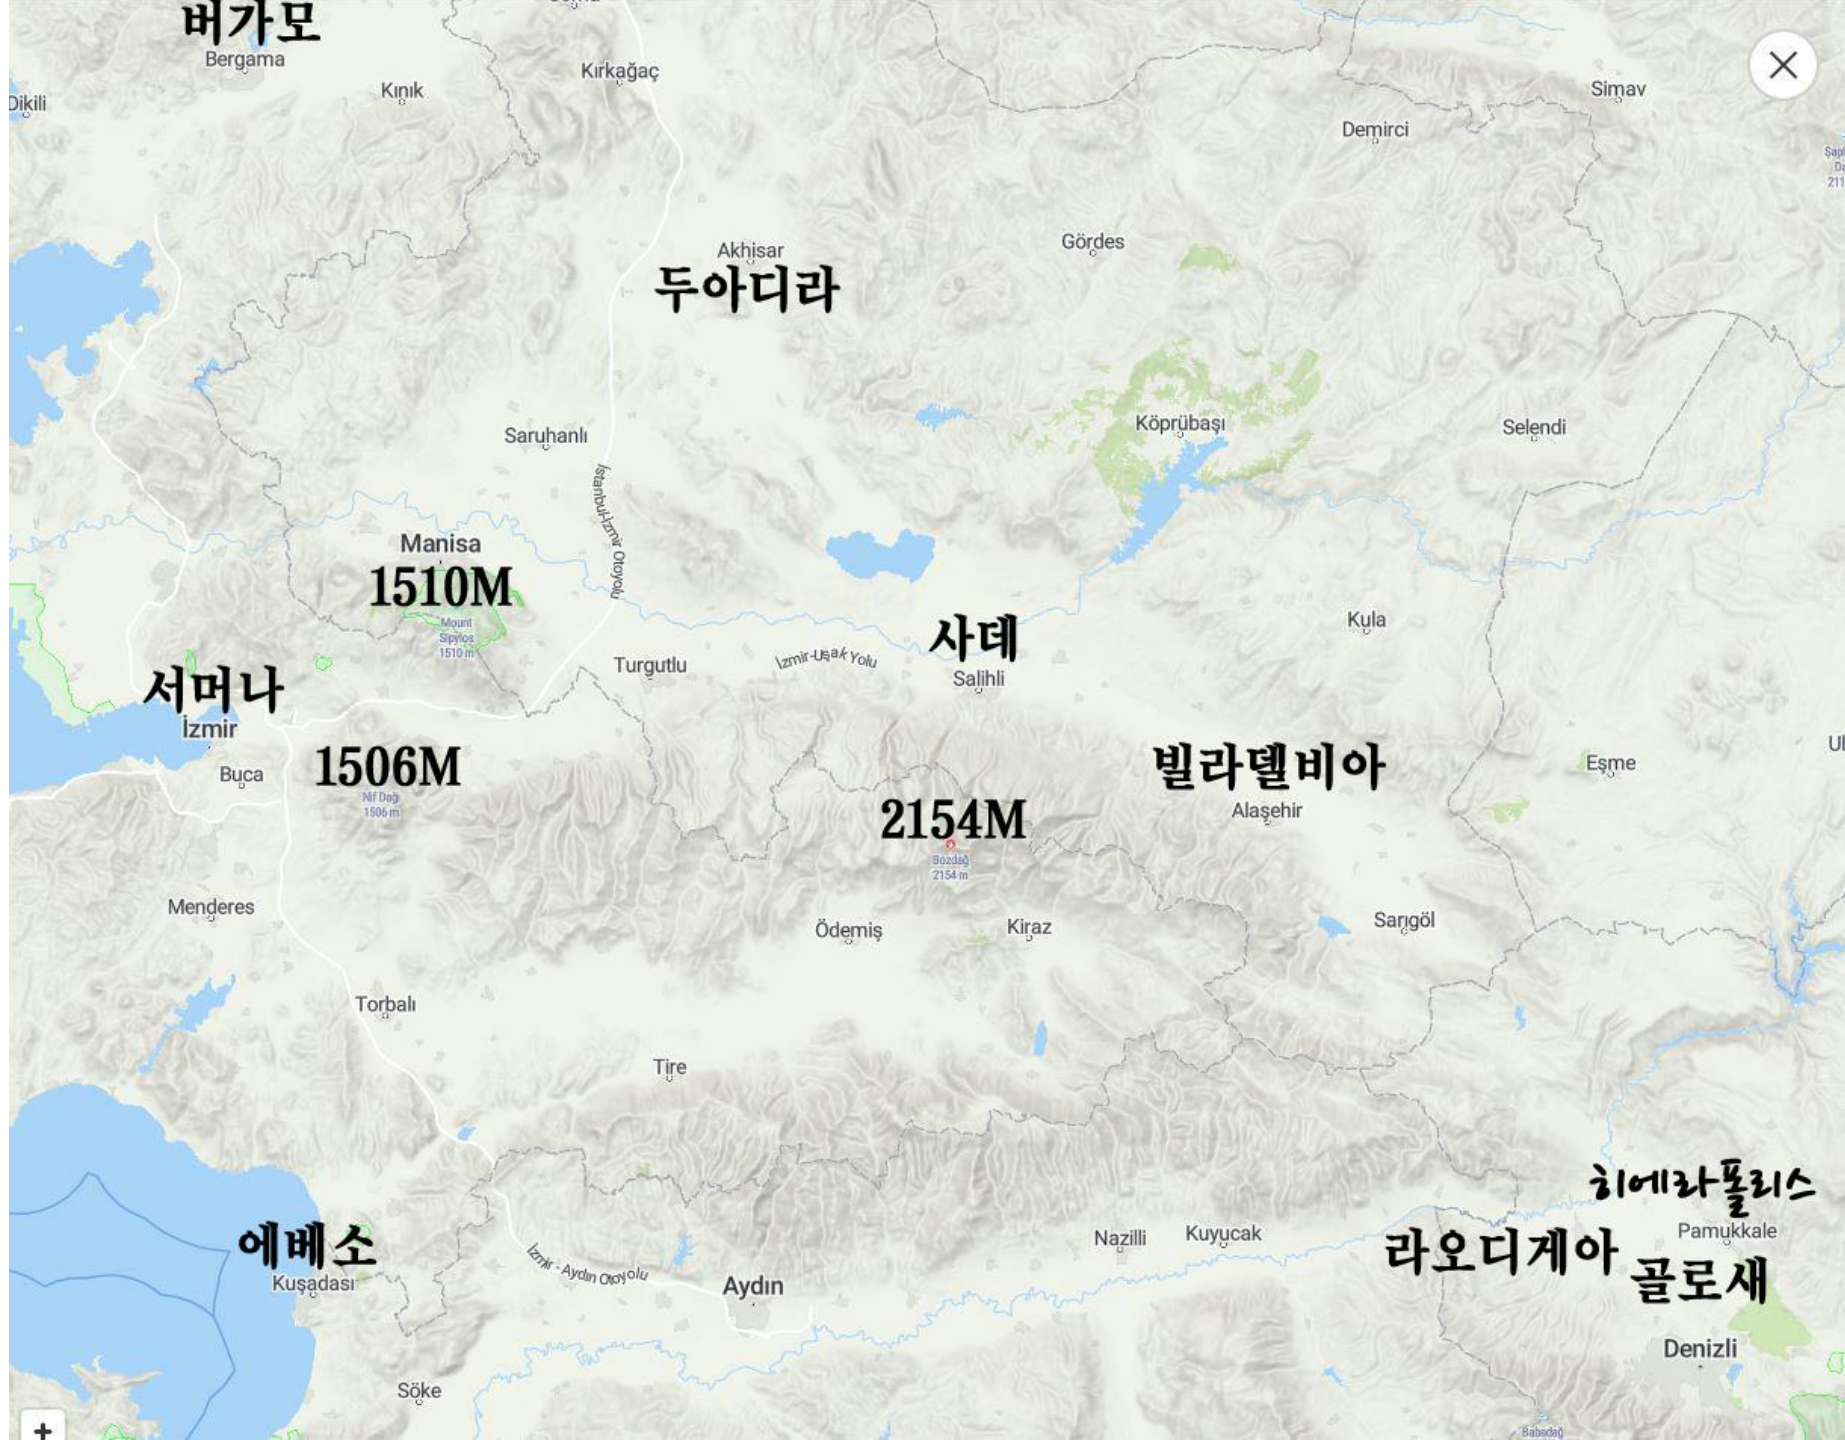 버가모
Bergama
Kırkağaç
Kınık
Dikili
Simav
Demirci
Akhisar
두아디라
Gördes
Köprübaşı
Selendi
Saruhanlı
İstanbul-İzmir Otoyolu
Manisa
1510M
Mount
Sipylos
1510 m
사데
Salihli
Kula
Turgutlu
İzmir-Uşak Yolu
서머나
İzmir
Buca
1506M
Nif Dağı
1506 m
빌라델비아
Alaşehir
Eşme
2154M
Bozdağ
2154 m
Menderes
Ödemiş
Kiraz
Sarıgöl
Torbalı
Tire
히에라폴리스
Pamukkale
에베소
Kuşadası
İzmir - Aydın Otoyolu
Aydın
Nazilli
Kuyucak
라오디게아
골로새
Denizli
Söke
Babadağ
+